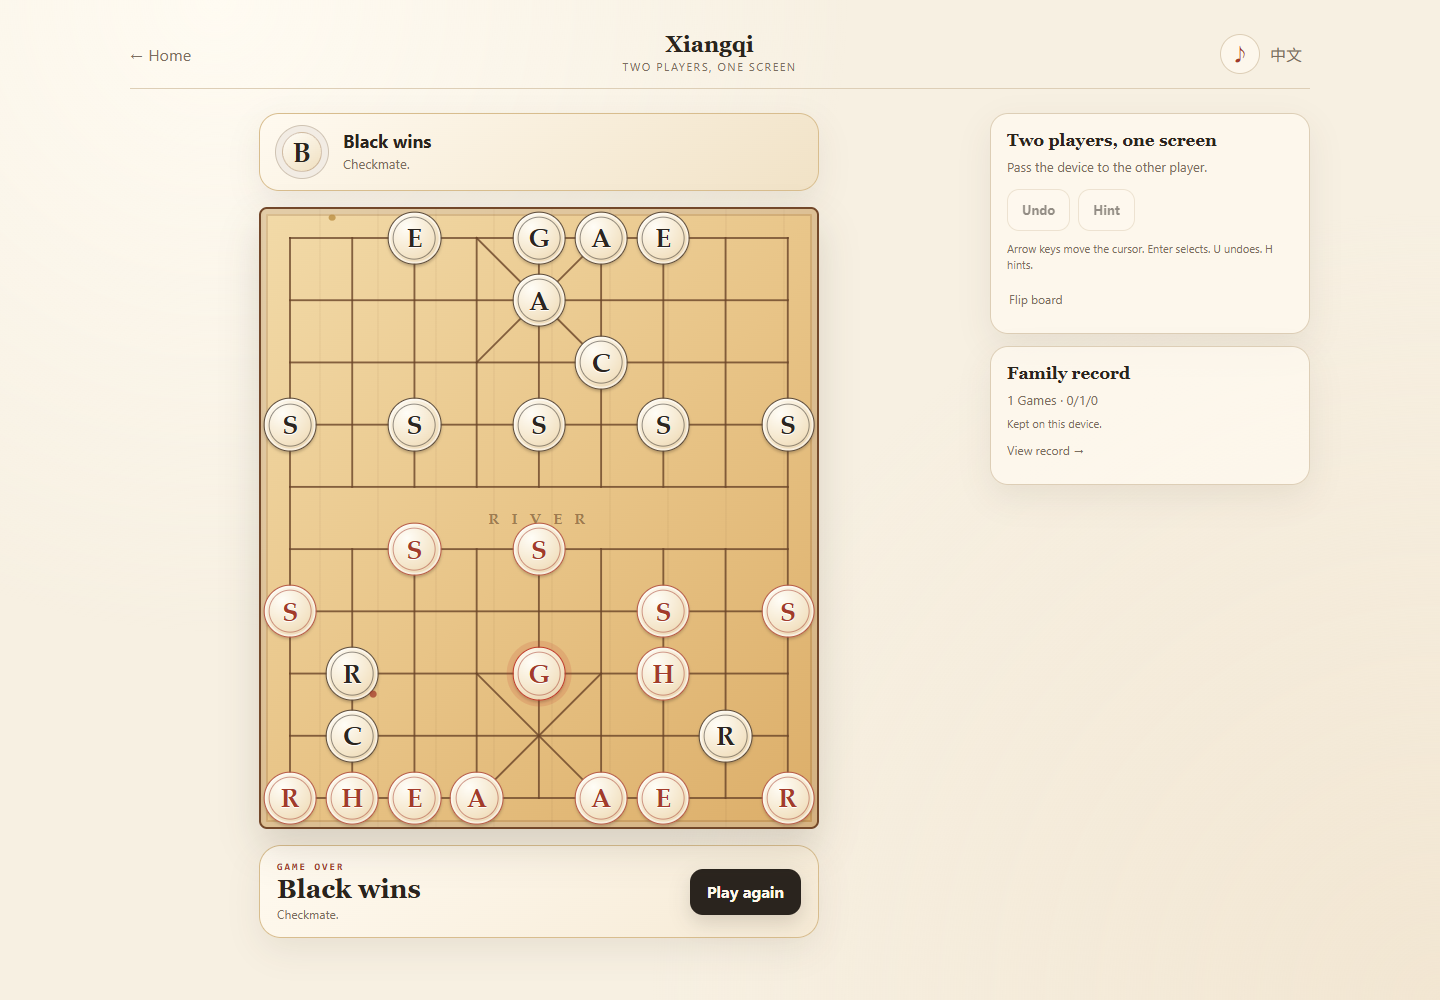 ← Home
Xiangqi
TWO PLAYERS, ONE SCREEN
♪ 中文
B
Black wins
Checkmate.
E G A E
A
C
S S S S S
RIVER
S S
S S S
R G H
C R
R H E A A E R
GAME OVER
Black wins
Checkmate.
Play again
Two players, one screen
Pass the device to the other player.
Undo Hint
Arrow keys move the cursor. Enter selects. U undoes. H
hints.
Flip board
Family record
1 Games · 0/1/0
Kept on this device.
View record →